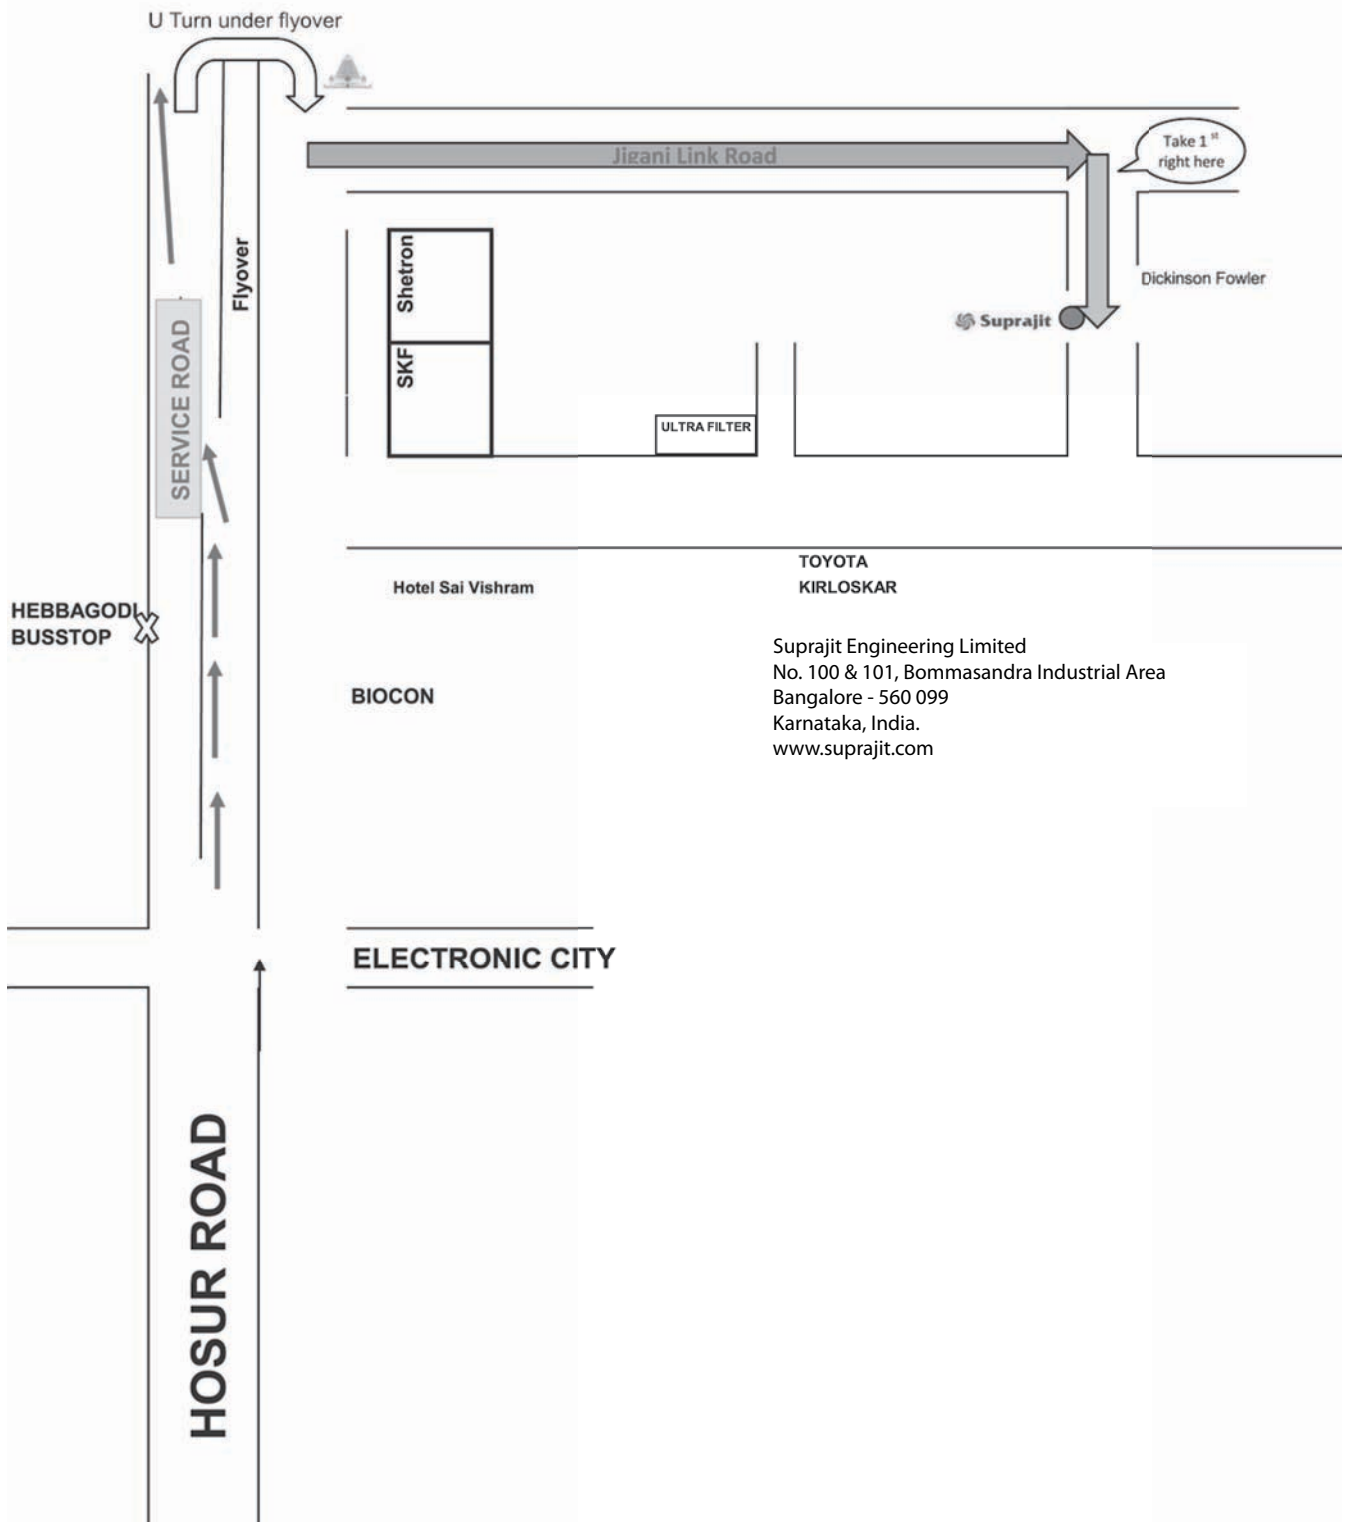 U Turn under flyover
Jigani Link Road
Take 1 st
right here
Flyover
Shetron
Dickinson Fowler
Suprajit
SERVICE ROAD
SKF
ULTRA FILTER
Hotel Sai Vishram
TOYOTA
KIRLOSKAR
HEBBAGODI
BUSSTOP
BIOCON
Suprajit Engineering Limited
No. 100 & 101, Bommasandra Industrial Area
Bangalore - 560 099
Karnataka, India.
www.suprajit.com
ELECTRONIC CITY
HOSUR ROAD